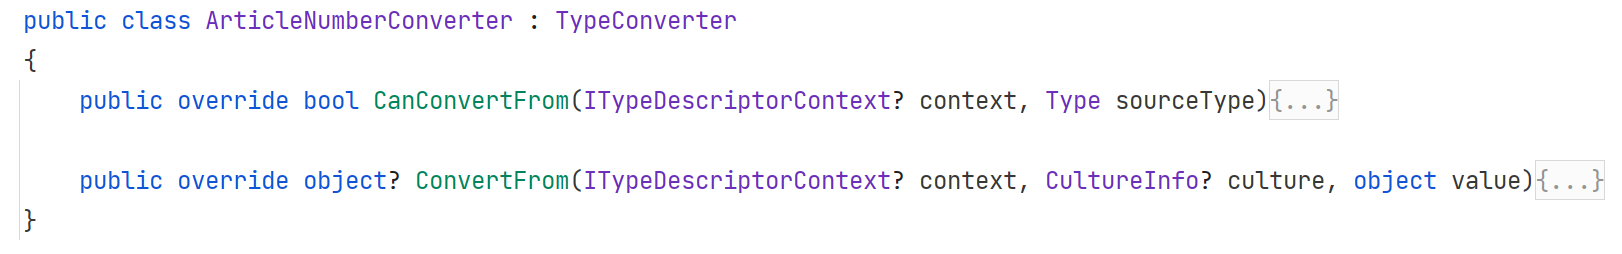 public class ArticleNumberConverter : TypeConverter
{
    public override bool CanConvertFrom(ITypeDescriptorContext? context, Type sourceType){...}
    public override object? ConvertFrom(ITypeDescriptorContext? context, CultureInfo? culture, object value){...}
}